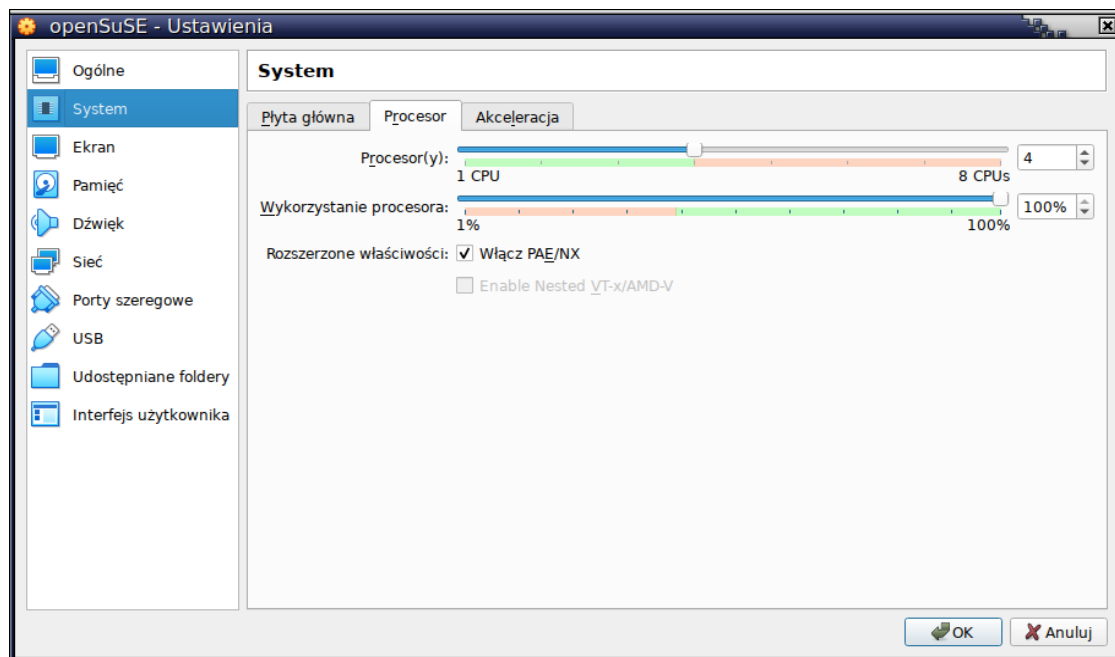 openSuSE - Ustawienia
Ogólne
System
Ekran
Pamięć
Dźwięk
Sieć
Porty szeregowe
USB
Udostępniane foldery
Interfejs użytkownika
System
Płyta główna
Procesor
Akceleracja
Procesor(y):
4
1 CPU
8 CPUs
Wykorzystanie procesora:
100%
1%
100%
Rozszerzone właściwości:
Włącz PAE/NX
Enable Nested VT-x/AMD-V
OK
Anuluj